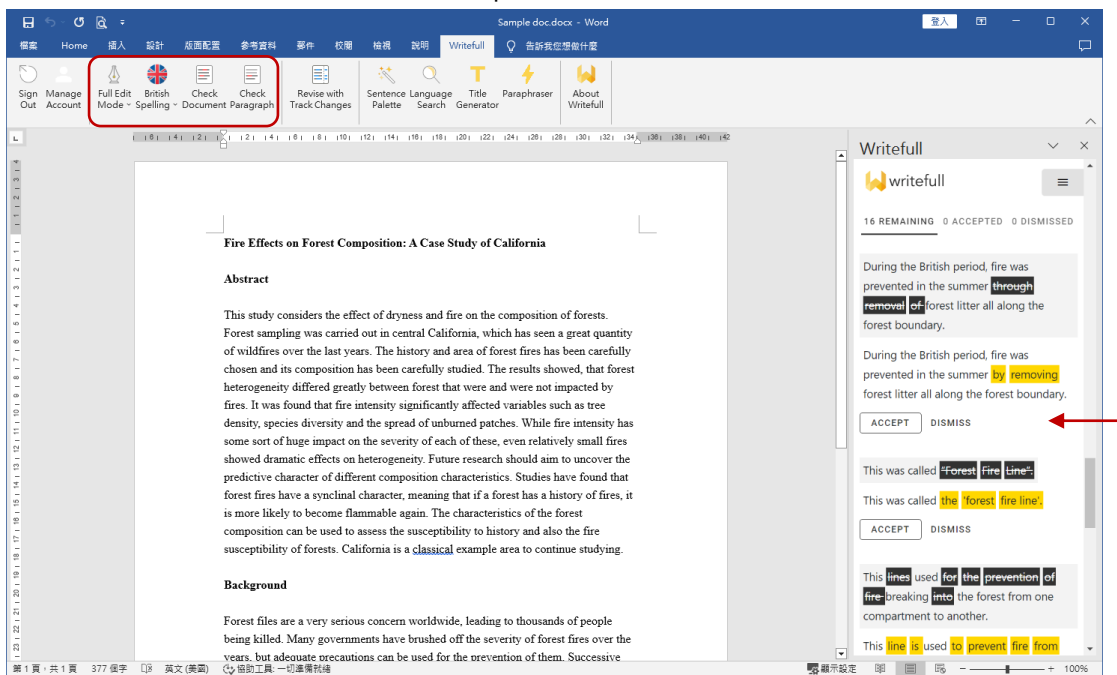 Sample doc.docx - Word
登入
檔案 Home 插入 設計 版面配置 參考資料 郵件 校閱 檢視 說明 Writefull 告訴我您想做什麼
Sign Out
Manage Account
Full Edit Mode
British Spelling
Check Document
Check Paragraph
Revise with Track Changes
Sentence Palette
Language Search
Title Generator
Paraphraser
About Writefull
Fire Effects on Forest Composition: A Case Study of California
Abstract
This study considers the effect of dryness and fire on the composition of forests.
Forest sampling was carried out in central California, which has seen a great quantity
of wildfires over the last years. The history and area of forest fires has been carefully
chosen and its composition has been carefully studied. The results showed, that forest
heterogeneity differed greatly between forest that were and were not impacted by
fires. It was found that fire intensity significantly affected variables such as tree
density, species diversity and the spread of unburned patches. While fire intensity has
some sort of huge impact on the severity of each of these, even relatively small fires
showed dramatic effects on heterogeneity. Future research should aim to uncover the
predictive character of different composition characteristics. Studies have found that
forest fires have a synclinal character, meaning that if a forest has a history of fires, it
is more likely to become flammable again. The characteristics of the forest
composition can be used to assess the susceptibility to history and also the fire
susceptibility of forests. California is a classical example area to continue studying.
Background
Forest files are a very serious concern worldwide, leading to thousands of people
being killed. Many governments have brushed off the severity of forest fires over the
years, but adequate precautions can be used for the prevention of them. Successive
Writefull
writefull
16 REMAINING 0 ACCEPTED 0 DISMISSED
During the British period, fire was
prevented in the summer through
removal of forest litter all along the
forest boundary.
During the British period, fire was
prevented in the summer by removing
forest litter all along the forest boundary.
ACCEPT DISMISS
This was called "Forest Fire Line".
This was called the 'forest fire line'.
ACCEPT DISMISS
This lines used for the prevention of
fire breaking into the forest from one
compartment to another.
This line is used to prevent fire from
第 1 頁，共 1 頁 377 個字 英文 (美國) 協助工具: 一切準備就緒 顯示設定 100%